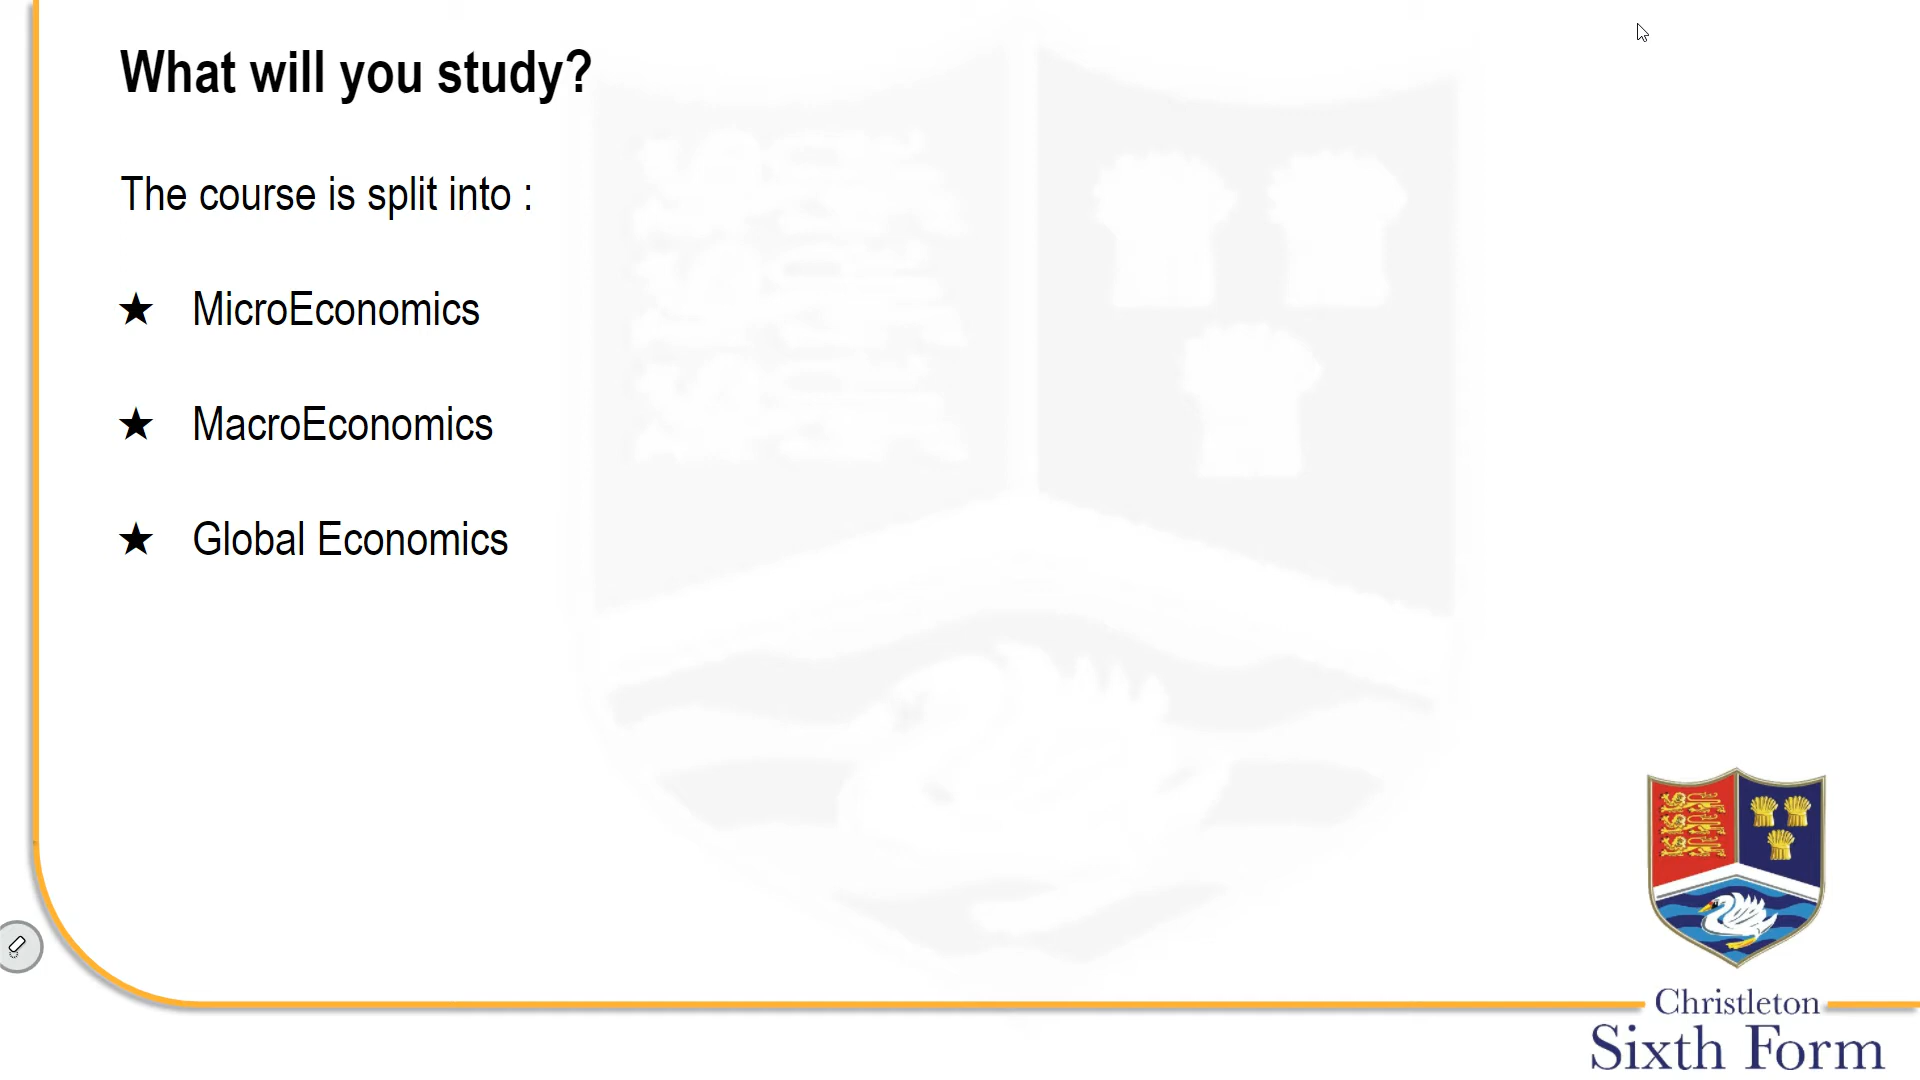 What will you study?
The course is split into :
★ MicroEconomics
★ MacroEconomics
★ Global Economics
Christleton
Sixth Form